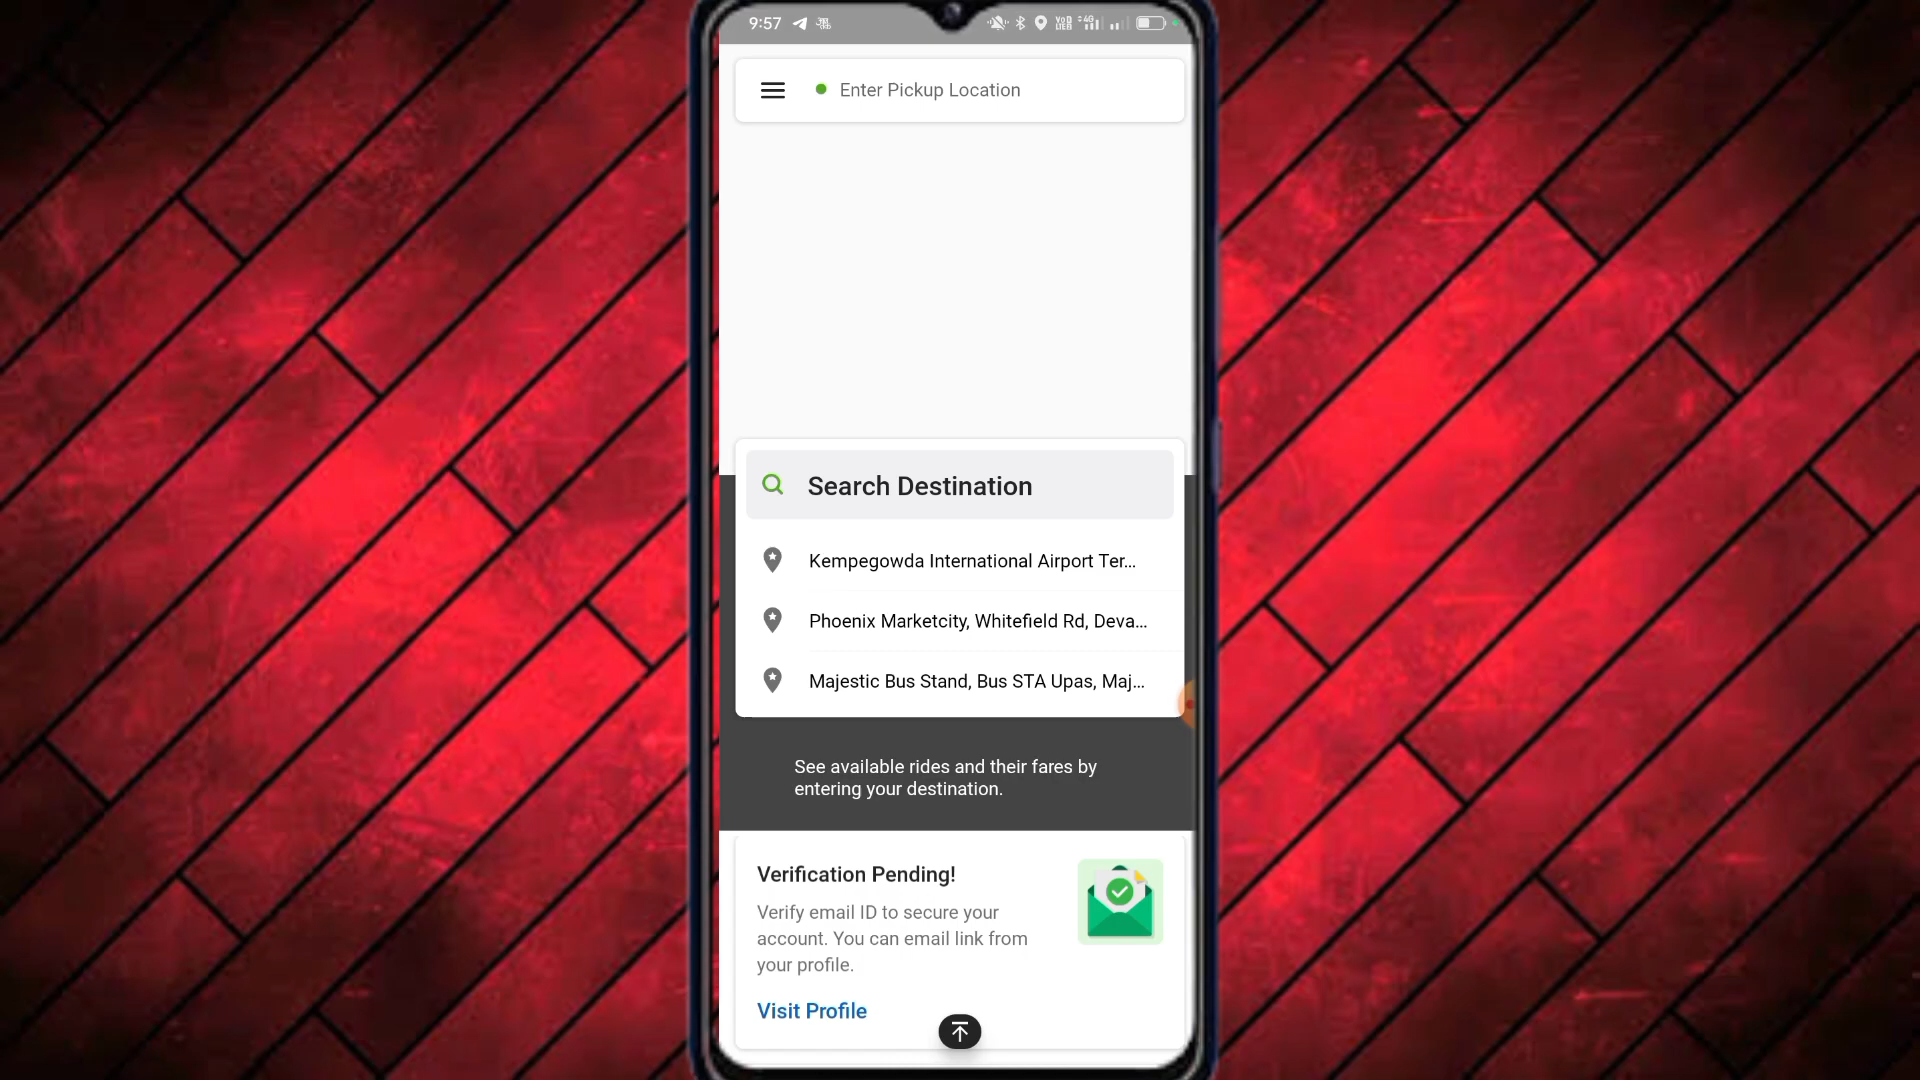 9:57
Enter Pickup Location
Search Destination
Kempegowda International Airport Ter...
Phoenix Marketcity, Whitefield Rd, Deva...
Majestic Bus Stand, Bus STA Upas, Maj...
See available rides and their fares by
entering your destination.
Verification Pending!
Verify email ID to secure your
account. You can email link from
your profile.
Visit Profile